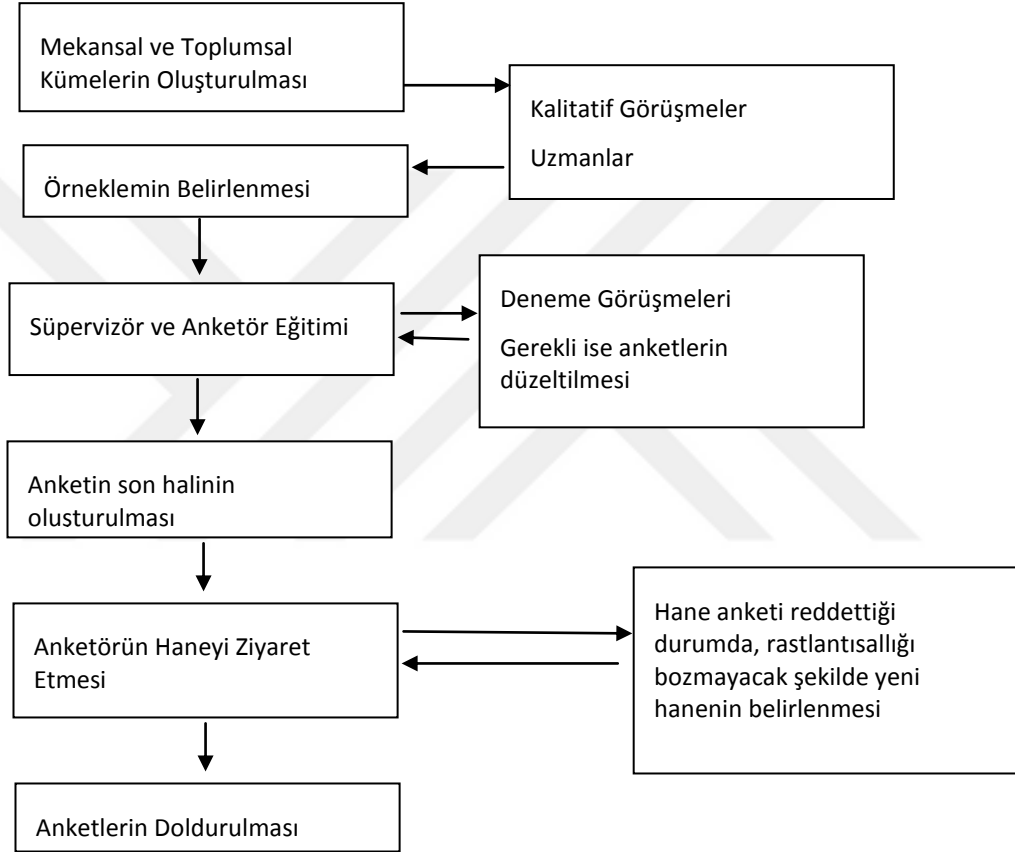 Mekansal ve Toplumsal
Kümelerin Oluşturulması
Kalitatif Görüşmeler
Uzmanlar
Örneklemin Belirlenmesi
Süpervizör ve Anketör Eğitimi
Deneme Görüşmeleri
Gerekli ise anketlerin
düzeltilmesi
Anketin son halinin
olusturulması
Anketörün Haneyi Ziyaret
Etmesi
Hane anketi reddettiği
durumda, rastlantısallığı
bozmayacak şekilde yeni
hanenin belirlenmesi
Anketlerin Doldurulması